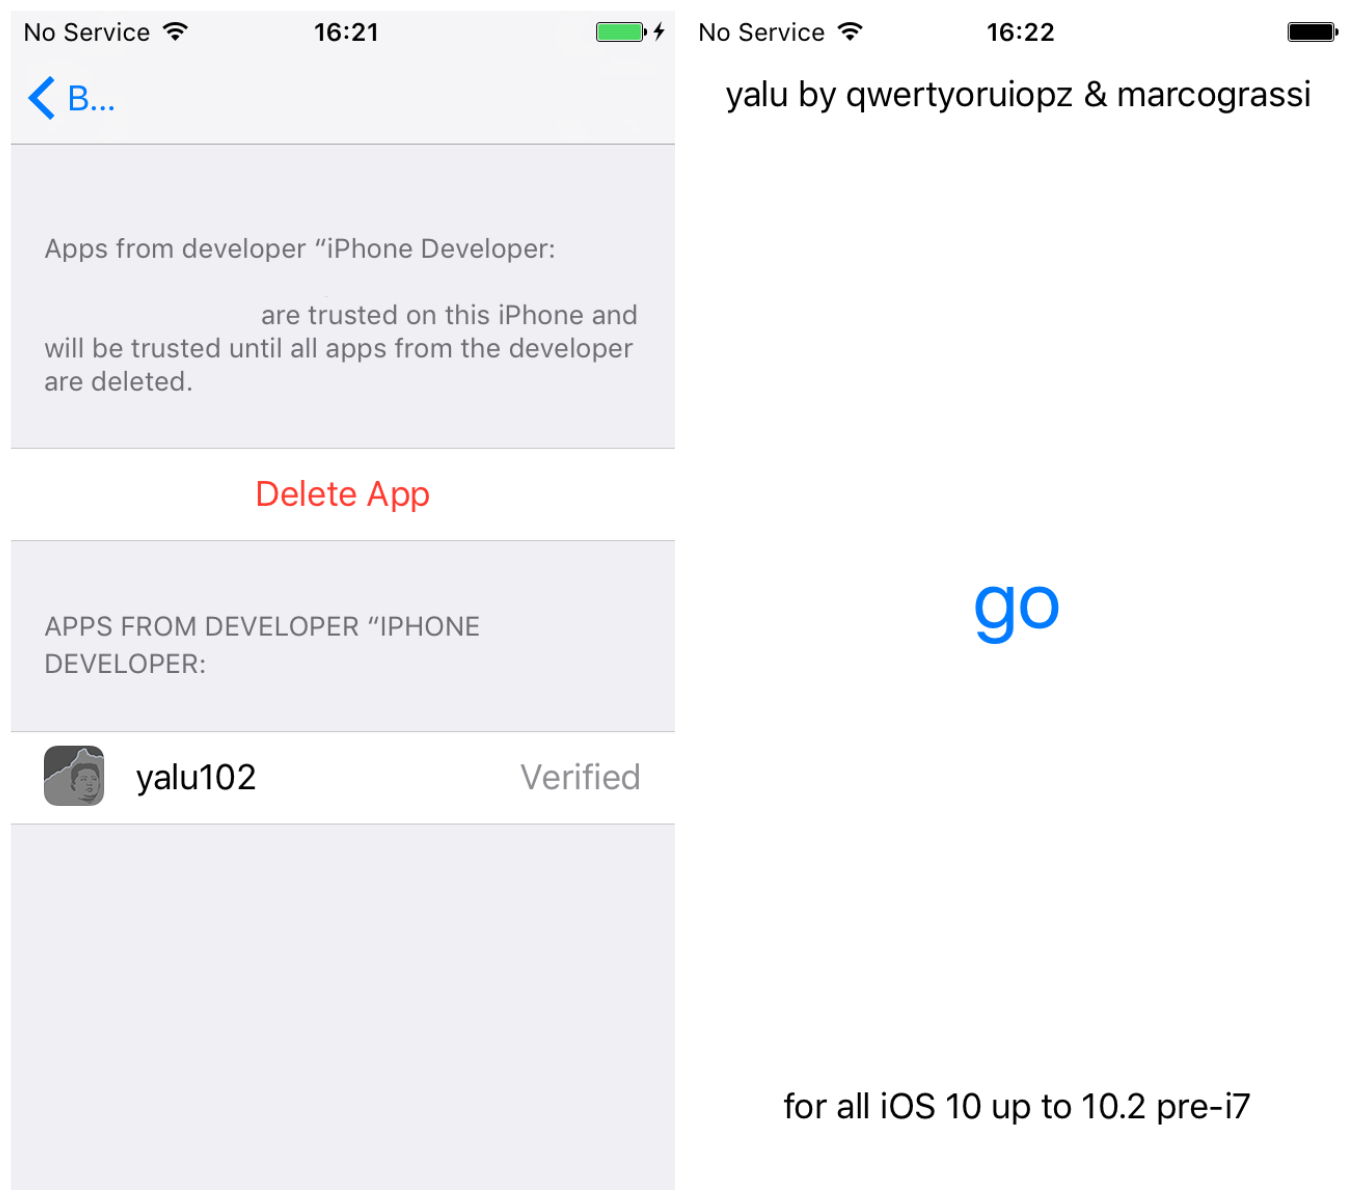 No Service 16:21
B...
Apps from developer “iPhone Developer:
are trusted on this iPhone and
will be trusted until all apps from the developer
are deleted.
Delete App
APPS FROM DEVELOPER “IPHONE
DEVELOPER:
yalu102 Verified
No Service 16:22
yalu by qwertyoruiopz & marcograssi
go
for all iOS 10 up to 10.2 pre-i7